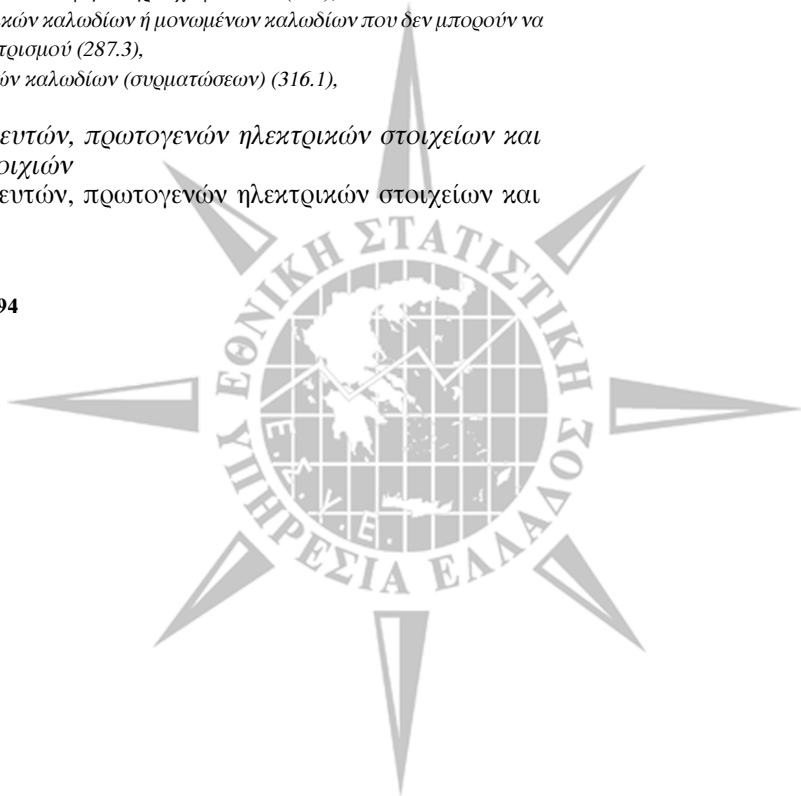 ικών καλωδίων ή μονωμένων καλωδίων που δεν μπορούν να
τρισμού (287.3),
ών καλωδίων (συρματώσεων) (316.1),
ευτών, πρωτογενών ηλεκτρικών στοιχείων και
οιχιών
ευτών, πρωτογενών ηλεκτρικών στοιχείων και
94
ΕΘΝΙΚΗ ΣΤΑΤΙΣΤΙΚΗ
ΥΠΗΡΕΣΙΑ ΕΛΛΑΔΟΣ
Ε.Σ.Υ.Ε.